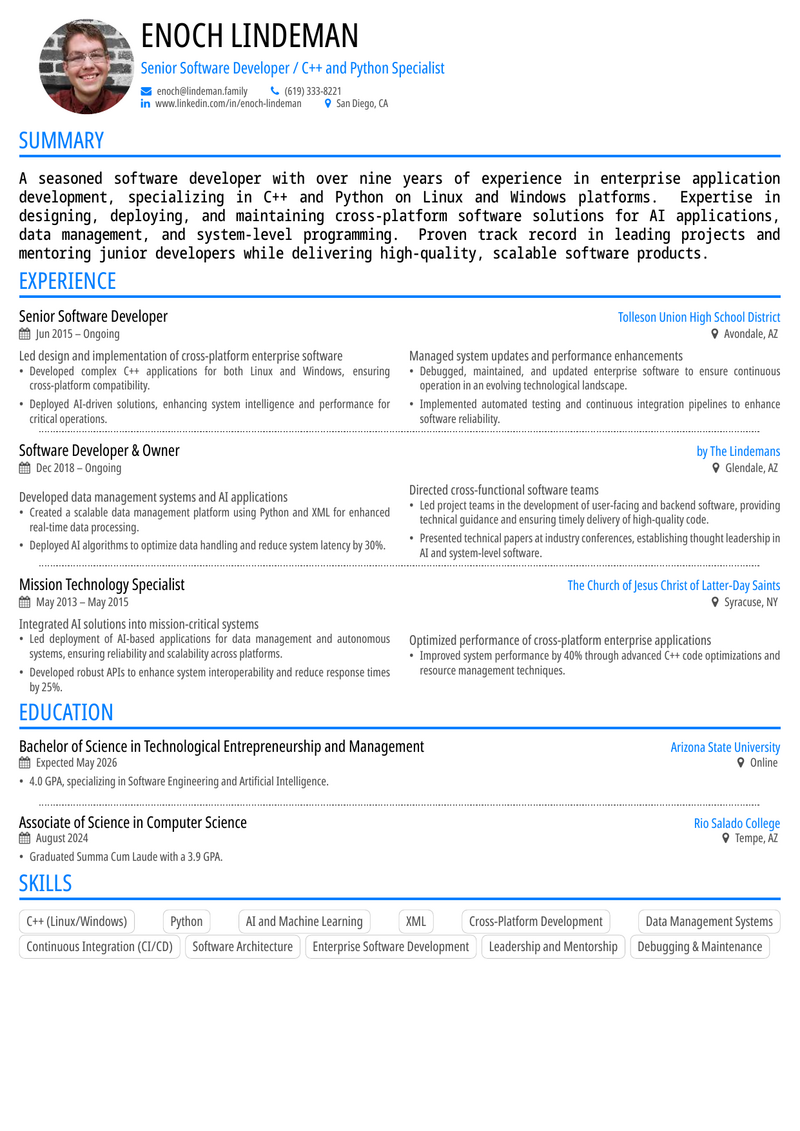 ENOCH LINDEMAN
Senior Software Developer / C++ and Python Specialist
enoch@lindeman.family (619) 333-8221
www.linkedin.com/in/enoch-lindeman San Diego, CA
SUMMARY
A seasoned software developer with over nine years of experience in enterprise application
development, specializing in C++ and Python on Linux and Windows platforms. Expertise in
designing, deploying, and maintaining cross-platform software solutions for AI applications,
data management, and system-level programming. Proven track record in leading projects and
mentoring junior developers while delivering high-quality, scalable software products.
EXPERIENCE
Senior Software Developer Tolleson Union High School District
Jun 2015 – Ongoing Avondale, AZ
Led design and implementation of cross-platform enterprise software
• Developed complex C++ applications for both Linux and Windows, ensuring
cross-platform compatibility.
• Deployed AI-driven solutions, enhancing system intelligence and performance for
critical operations.
Managed system updates and performance enhancements
• Debugged, maintained, and updated enterprise software to ensure continuous
operation in an evolving technological landscape.
• Implemented automated testing and continuous integration pipelines to enhance
software reliability.
Software Developer & Owner by The Lindemans
Dec 2018 – Ongoing Glendale, AZ
Developed data management systems and AI applications
• Created a scalable data management platform using Python and XML for enhanced
real-time data processing.
• Deployed AI algorithms to optimize data handling and reduce system latency by 30%.
Directed cross-functional software teams
• Led project teams in the development of user-facing and backend software, providing
technical guidance and ensuring timely delivery of high-quality code.
• Presented technical papers at industry conferences, establishing thought leadership in
AI and system-level software.
Mission Technology Specialist The Church of Jesus Christ of Latter-Day Saints
May 2013 – May 2015 Syracuse, NY
Integrated AI solutions into mission-critical systems
• Led deployment of AI-based applications for data management and autonomous
systems, ensuring reliability and scalability across platforms.
• Developed robust APIs to enhance system interoperability and reduce response times
by 25%.
Optimized performance of cross-platform enterprise applications
• Improved system performance by 40% through advanced C++ code optimizations and
resource management techniques.
EDUCATION
Bachelor of Science in Technological Entrepreneurship and Management Arizona State University
Expected May 2026 Online
• 4.0 GPA, specializing in Software Engineering and Artificial Intelligence.
Associate of Science in Computer Science Rio Salado College
August 2024 Tempe, AZ
• Graduated Summa Cum Laude with a 3.9 GPA.
SKILLS
C++ (Linux/Windows) Python AI and Machine Learning XML Cross-Platform Development Data Management Systems
Continuous Integration (CI/CD) Software Architecture Enterprise Software Development Leadership and Mentorship Debugging & Maintenance